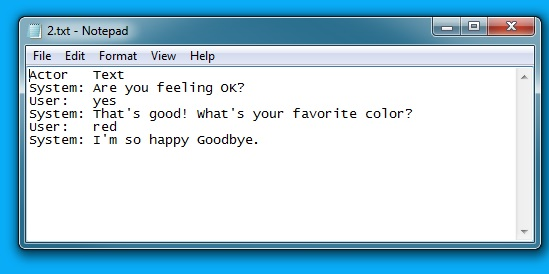 2.txt - Notepad
File Edit Format View Help
Actor Text
System: Are you feeling OK?
User: yes
System: That's good! What's your favorite color?
User: red
System: I'm so happy Goodbye.